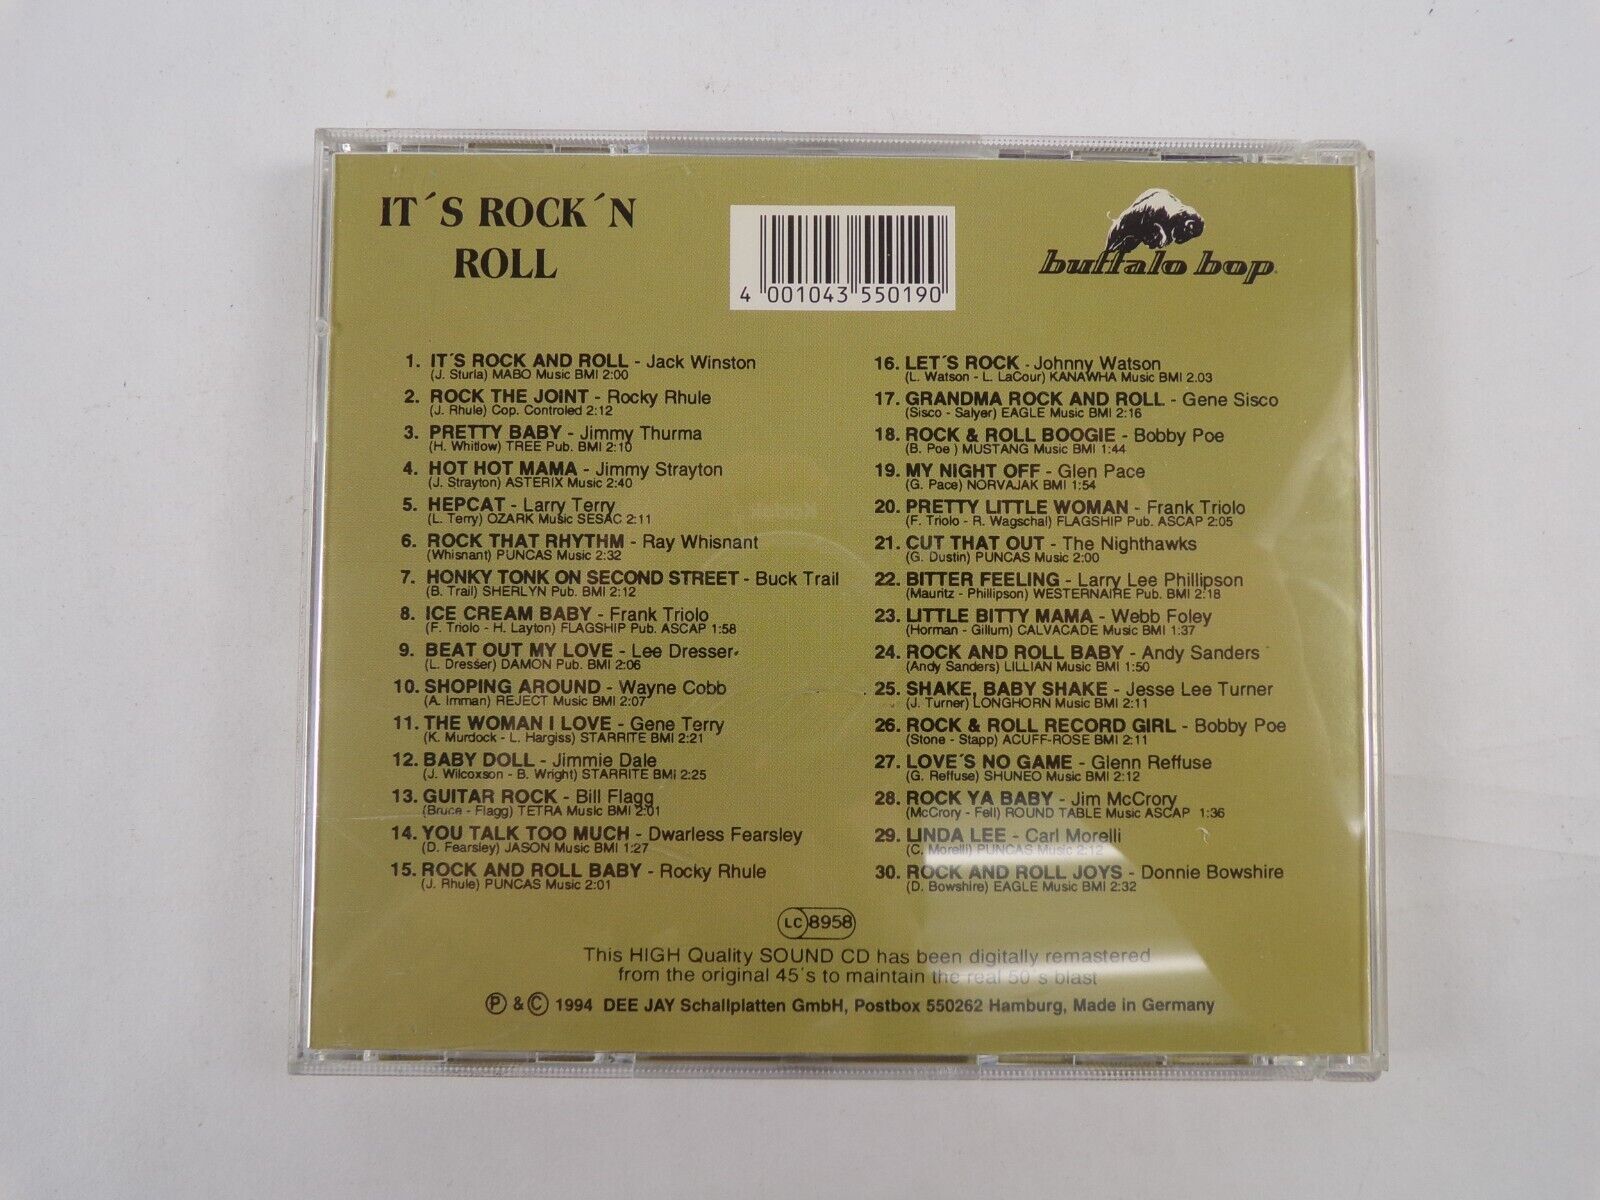 IT´S ROCK´N
ROLL
4 001043 550190
buffalo bop
1. IT´S ROCK AND ROLL - Jack Winston
(J. Sturla) MABO Music BMI 2:00
2. ROCK THE JOINT - Rocky Rhule
(J. Rhule) Cop. Controled 2:12
3. PRETTY BABY - Jimmy Thurma
(H. Whitlow) TREE Pub. BMI 2:10
4. HOT HOT MAMA - Jimmy Strayton
(J. Strayton) ASTERIX Music 2:40
5. HEPCAT - Larry Terry
(L. Terry) OZARK Music SESAC 2:11
6. ROCK THAT RHYTHM - Ray Whisnant
(Whisnant) PUNCAS Music 2:32
7. HONKY TONK ON SECOND STREET - Buck Trail
(B. Trail) SHERLYN Pub. BMI 2:12
8. ICE CREAM BABY - Frank Triolo
(F. Triolo - H. Layton) FLAGSHIP Pub. ASCAP 1:58
9. BEAT OUT MY LOVE - Lee Dresser
(L. Dresser) DAMON Pub. BMI 2:06
10. SHOPING AROUND - Wayne Cobb
(A. Imman) REJECT Music BMI 2:07
11. THE WOMAN I LOVE - Gene Terry
(K. Murdock - L. Hargiss) STARRITE BMI 2:21
12. BABY DOLL - Jimmie Dale
(J. Wilcoxson - B. Wright) STARRITE BMI 2:25
13. GUITAR ROCK - Bill Flagg
(Bruce - Flagg) TETRA Music BMI 2:01
14. YOU TALK TOO MUCH - Dwarless Fearsley
(D. Fearsley) JASON Music BMI 1:27
15. ROCK AND ROLL BABY - Rocky Rhule
(J. Rhule) PUNCAS Music 2:01
16. LET´S ROCK - Johnny Watson
(L. Watson - L. LaCour) KANAWHA Music BMI 2.03
17. GRANDMA ROCK AND ROLL - Gene Sisco
(Sisco - Salyer) EAGLE Music BMI 2:16
18. ROCK & ROLL BOOGIE - Bobby Poe
(B. Poe ) MUSTANG Music BMI 1:44
19. MY NIGHT OFF - Glen Pace
(G. Pace) NORVAJAK BMI 1:54
20. PRETTY LITTLE WOMAN - Frank Triolo
(F. Triolo - R. Wagschal) FLAGSHIP Pub. ASCAP 2:05
21. CUT THAT OUT - The Nighthawks
(G. Dustin) PUNCAS Music 2:00
22. BITTER FEELING - Larry Lee Phillipson
(Mauritz - Phillipson) WESTERNAIRE Pub. BMI 2:18
23. LITTLE BITTY MAMA - Webb Foley
(Horman - Gillum) CALVACADE Music BMI 1:37
24. ROCK AND ROLL BABY - Andy Sanders
(Andy Sanders) LILLIAN Music BMI 1:50
25. SHAKE, BABY SHAKE - Jesse Lee Turner
(J. Turner) LONGHORN Music BMI 2:11
26. ROCK & ROLL RECORD GIRL - Bobby Poe
(Stone - Stapp) ACUFF-ROSE BMI 2:11
27. LOVE´S NO GAME - Glenn Reffuse
(G. Reffuse) SHUNEO Music BMI 2:12
28. ROCK YA BABY - Jim McCrory
(McCrory - Fell) ROUND TABLE Music ASCAP 1:36
29. LINDA LEE - Carl Morelli
(C. Morelli) PUNCAS Music 2:12
30. ROCK AND ROLL JOYS - Donnie Bowshire
(D. Bowshire) EAGLE Music BMI 2:32
LC 8958
This HIGH Quality SOUND CD has been digitally remastered
from the original 45´s to maintain the real 50´s blast
Ⓟ & © 1994 DEE JAY Schallplatten GmbH, Postbox 550262 Hamburg, Made in Germany